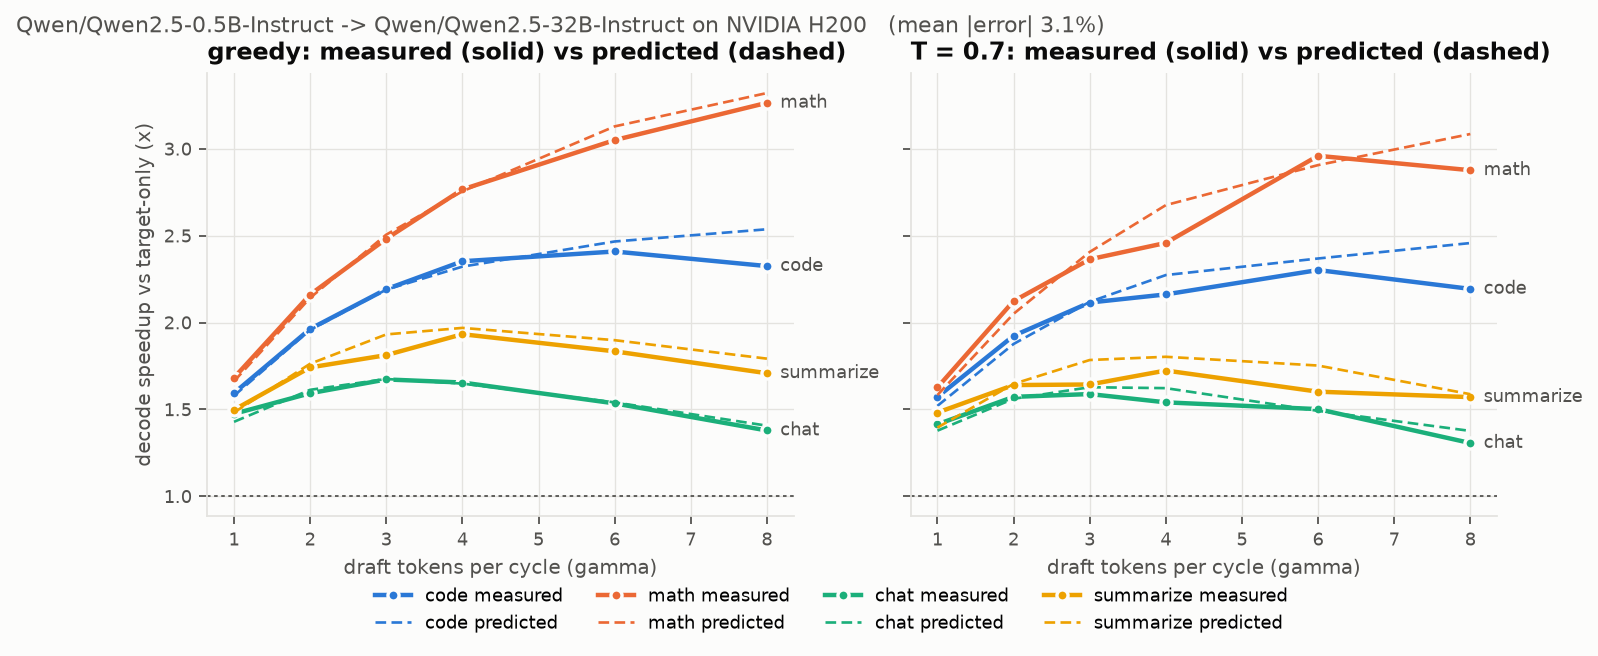 Qwen/Qwen2.5-0.5B-Instruct -> Qwen/Qwen2.5-32B-Instruct on NVIDIA H200   (mean |error| 3.1%)
greedy: measured (solid) vs predicted (dashed)
T = 0.7: measured (solid) vs predicted (dashed)
decode speedup vs target-only (x)
3.0
2.5
2.0
1.5
1.0
math
code
summarize
chat
1 2 3 4 5 6 7 8
draft tokens per cycle (gamma)
math
code
summarize
chat
1 2 3 4 5 6 7 8
draft tokens per cycle (gamma)
code measured math measured chat measured summarize measured
code predicted math predicted chat predicted summarize predicted